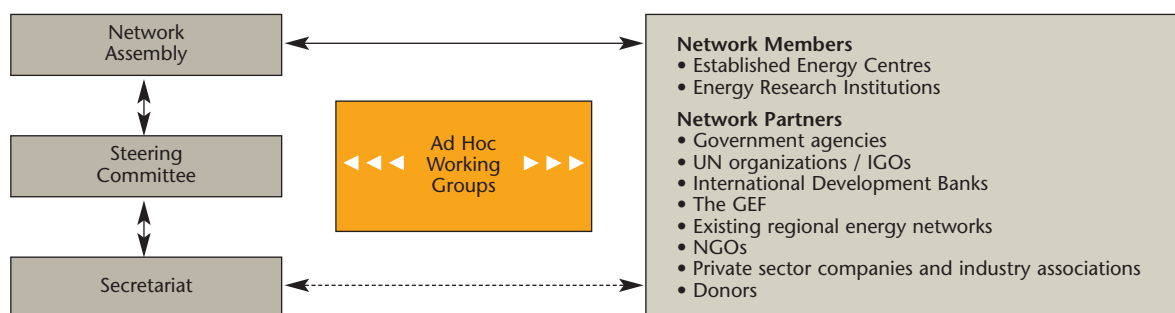 Network
Assembly
Steering
Committee
Secretariat
Ad Hoc
Working
Groups
Network Members
• Established Energy Centres
• Energy Research Institutions
Network Partners
• Government agencies
• UN organizations / IGOs
• International Development Banks
• The GEF
• Existing regional energy networks
• NGOs
• Private sector companies and industry associations
• Donors